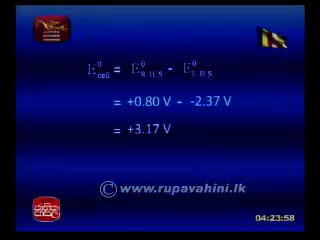 E⁰cell = E⁰R.H.S - E⁰L.H.S
= +0.80 V - -2.37 V
= +3.17 V
© www.rupavahini.lk
04:23:58